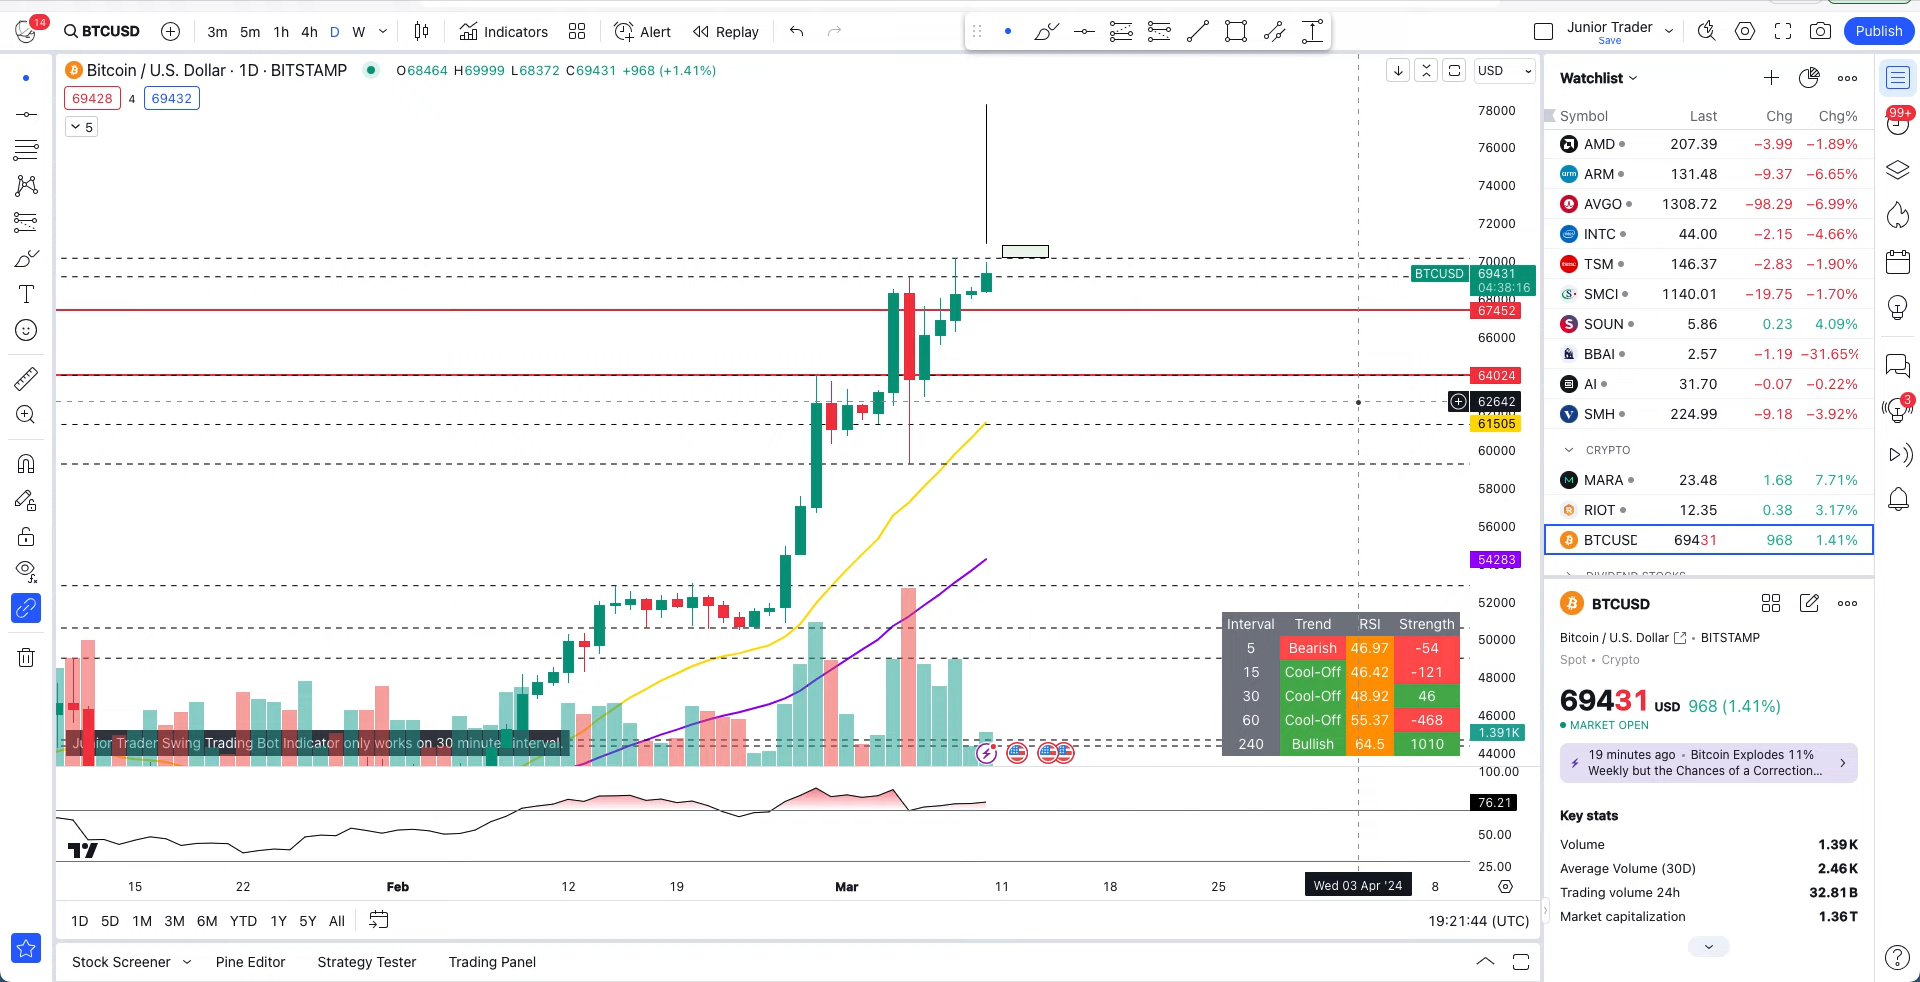 14
BTCUSD
3m 5m 1h 4h D W
Indicators
Alert
Replay
Junior Trader
Save
Publish
Bitcoin / U.S. Dollar · 1D · BITSTAMP
O68464 H69999 L68372 C69431 +968 (+1.41%)
69428 4 69432
5
USD
78000
76000
74000
72000
70000
BTCUSD 69431
04:38:16
68000
67452
66000
64024
62642
61505
60000
58000
56000
54283
52000
50000
48000
46000
1.391K
44000
Interval Trend RSI Strength
5 Bearish 46.97 -54
15 Cool-Off 46.42 -121
30 Cool-Off 48.92 46
60 Cool-Off 55.37 -468
240 Bullish 64.5 1010
Junior Trader Swing Trading Bot Indicator only works on 30 minute interval.
100.00
76.21
50.00
25.00
15 22 Feb 12 19 Mar 11 18 25 Wed 03 Apr '24 8
1D 5D 1M 3M 6M YTD 1Y 5Y All
19:21:44 (UTC)
Stock Screener Pine Editor Strategy Tester Trading Panel
Watchlist
Symbol Last Chg Chg%
AMD 207.39 −3.99 −1.89%
ARM 131.48 −9.37 −6.65%
AVGO 1308.72 −98.29 −6.99%
INTC 44.00 −2.15 −4.66%
TSM 146.37 −2.83 −1.90%
SMCI 1140.01 −19.75 −1.70%
SOUN 5.86 0.23 4.09%
BBAI 2.57 −1.19 −31.65%
AI 31.70 −0.07 −0.22%
SMH 224.99 −9.18 −3.92%
CRYPTO
MARA 23.48 1.68 7.71%
RIOT 12.35 0.38 3.17%
BTCUSD 69431 968 1.41%
DIVIDEND STOCKS
BTCUSD
Bitcoin / U.S. Dollar • BITSTAMP
Spot • Crypto
69431 USD 968 (1.41%)
MARKET OPEN
19 minutes ago • Bitcoin Explodes 11%
Weekly but the Chances of a Correction...
Key stats
Volume 1.39K
Average Volume (30D) 2.46K
Trading volume 24h 32.81B
Market capitalization 1.36T
99+
3